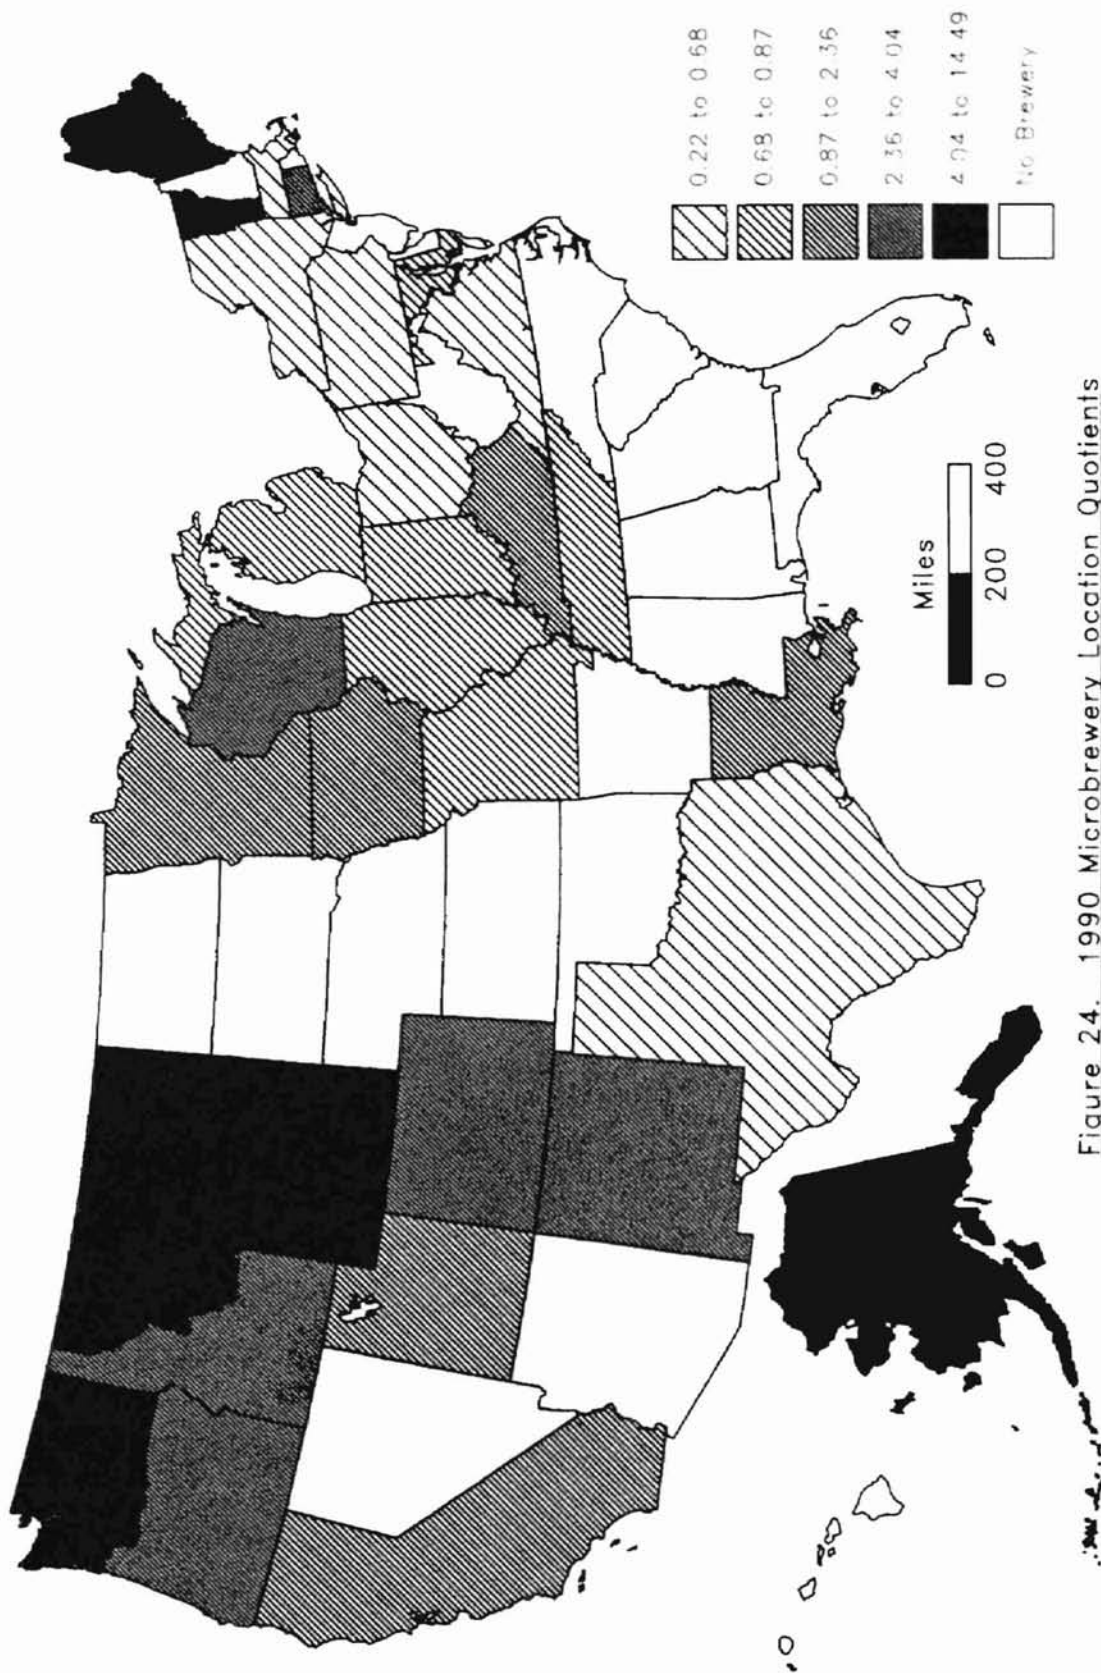 0.22 to 0.68
0.68 to 0.87
0.87 to 2.36
2.36 to 4.04
4.04 to 14.49
No Brewery
Miles
0 200 400
Figure 24. 1990 Microbrewery Location Quotients